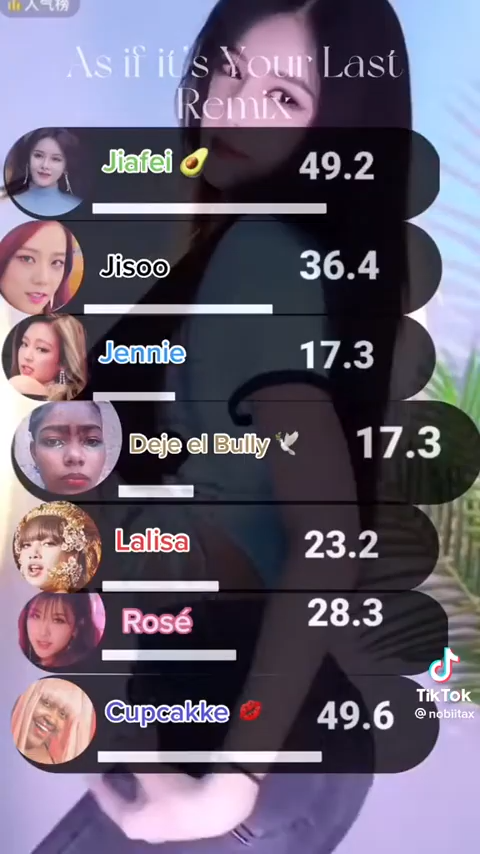 人气榜
As if it's Your Last
Remix
Jiafei 🥑 49.2
Jisoo 36.4
Jennie 17.3
Deje el Bully 🕊️ 17.3
Lalisa 23.2
Rosé 28.3
Cupcakke 💋 49.6
TikTok
@ nobiitax